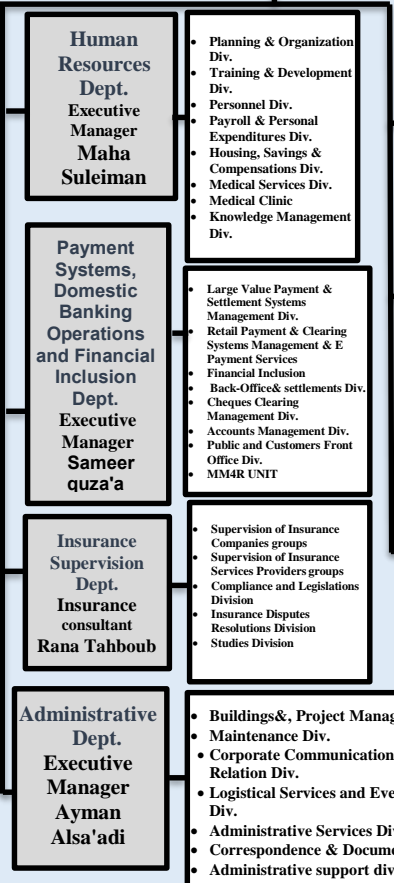 Human
Resources
Dept.
Executive
Manager
Maha
Suleiman
• Planning & Organization
Div.
• Training & Development
Div.
• Personnel Div.
• Payroll & Personal
Expenditures Div.
• Housing, Savings &
Compensations Div.
• Medical Services Div.
• Medical Clinic
• Knowledge Management
Div.
Payment
Systems,
Domestic
Banking
Operations
and Financial
Inclusion
Dept.
Executive
Manager
Sameer
quza'a
• Large Value Payment &
Settlement Systems
Management Div.
• Retail Payment & Clearing
Systems Management & E
Payment Services
• Financial Inclusion
• Back-Office& settlements Div.
• Cheques Clearing
Management Div.
• Accounts Management Div.
• Public and Customers Front
Office Div.
• MM4R UNIT
Insurance
Supervision
Dept.
Insurance
consultant
Rana Tahboub
• Supervision of Insurance
Companies groups
• Supervision of Insurance
Services Providers groups
• Compliance and Legislations
Division
• Insurance Disputes
Resolutions Division
• Studies Division
Administrative
Dept.
Executive
Manager
Ayman
Alsa'adi
• Buildings&, Project Manag
• Maintenance Div.
• Corporate Communication
Relation Div.
• Logistical Services and Eve
Div.
• Administrative Services Di
• Correspondence & Docume
• Administrative support div